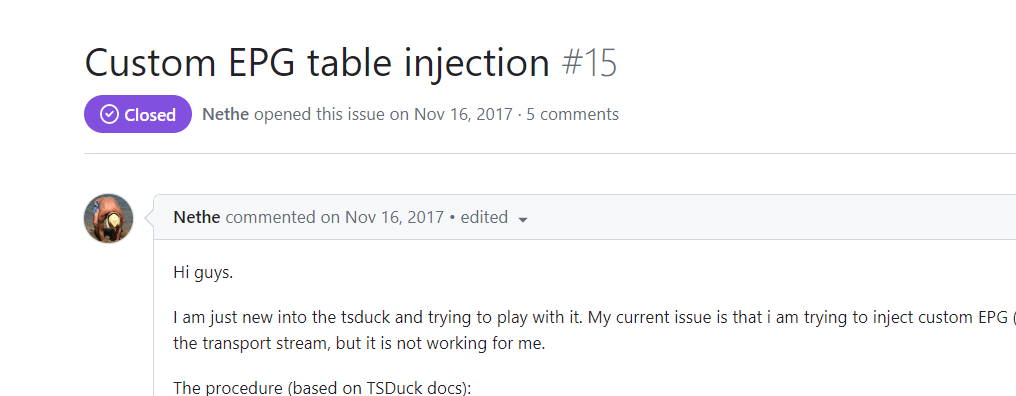 Custom EPG table injection #15
Closed Nethe opened this issue on Nov 16, 2017 · 5 comments
Nethe commented on Nov 16, 2017 • edited
Hi guys.
I am just new into the tsduck and trying to play with it. My current issue is that i am trying to inject custom EPG (
the transport stream, but it is not working for me.
The procedure (based on TSDuck docs):